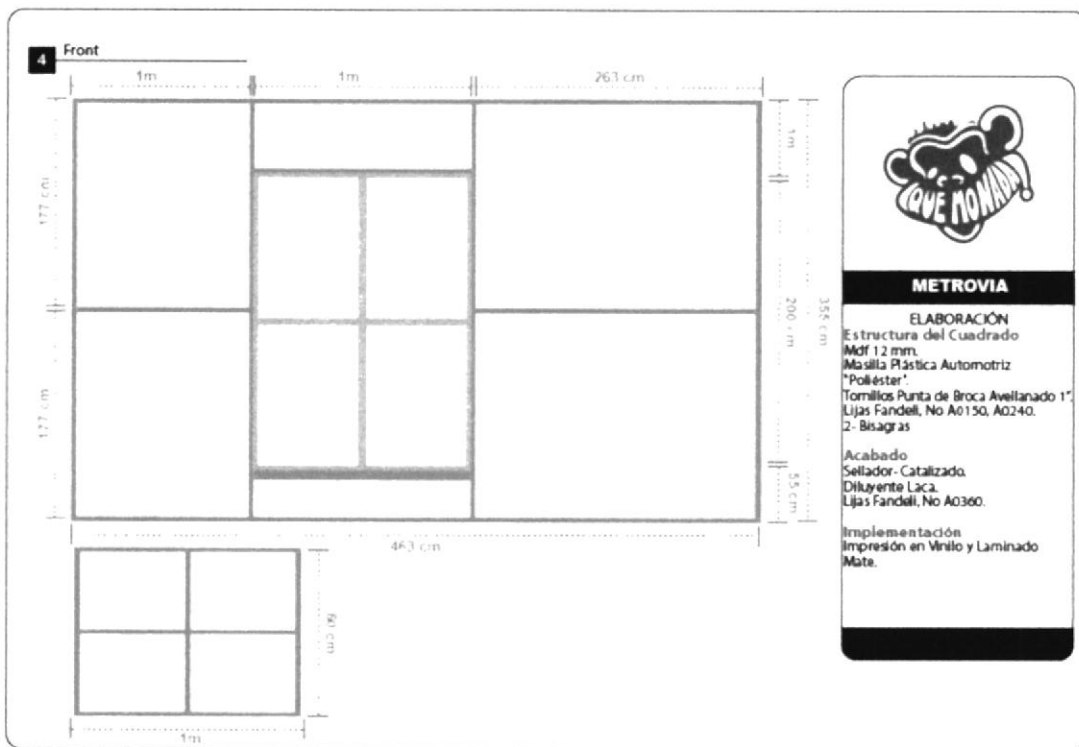 4 Front
1m 1m 263 cm
177 cm
177 cm
1m
200 cm
355 cm
55 cm
463 cm
60 cm
1m
¡QUE MONADA!
METROVIA
ELABORACIÓN
Estructura del Cuadrado
Mdf 12 mm.
Masilla Plástica Automotriz
"Poliéster".
Tornillos Punta de Broca Avellanado 1".
Lijas Fandeli, No A0150, A0240.
2- Bisagras
Acabado
Sellador- Catalizado.
Diluyente Laca.
Lijas Fandeli, No A0360.
Implementación
Impresión en Vinilo y Laminado
Mate.